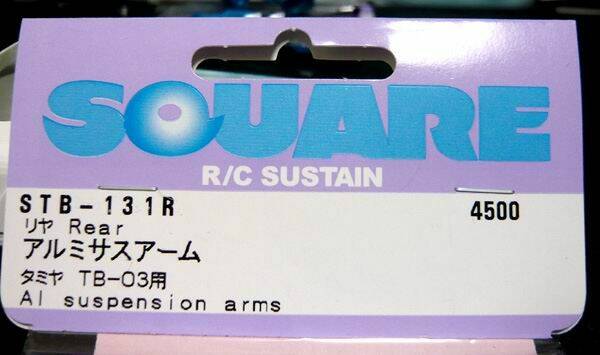 SQUARE
R/C SUSTAIN
STB-131R 4500
リヤ Rear
アルミサスアーム
タミヤ TB-03用
Al suspension arms